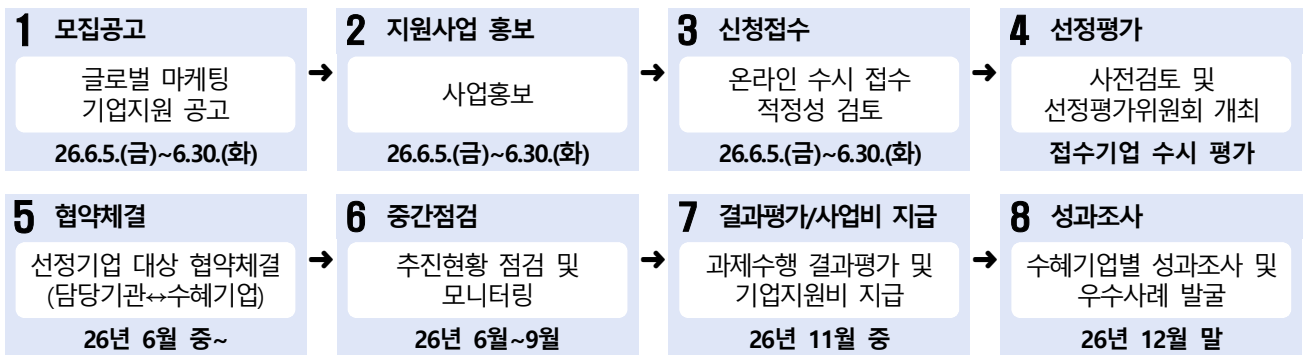 1 모집공고
글로벌 마케팅
기업지원 공고
26.6.5.(금)~6.30.(화)
➜
2 지원사업 홍보
사업홍보
26.6.5.(금)~6.30.(화)
➜
3 신청접수
온라인 수시 접수
적정성 검토
26.6.5.(금)~6.30.(화)
➜
4 선정평가
사전검토 및
선정평가위원회 개최
접수기업 수시 평가
5 협약체결
선정기업 대상 협약체결
(담당기관↔수혜기업)
26년 6월 중~
➜
6 중간점검
추진현황 점검 및
모니터링
26년 6월~9월
➜
7 결과평가/사업비 지급
과제수행 결과평가 및
기업지원비 지급
26년 11월 중
➜
8 성과조사
수혜기업별 성과조사 및
우수사례 발굴
26년 12월 말